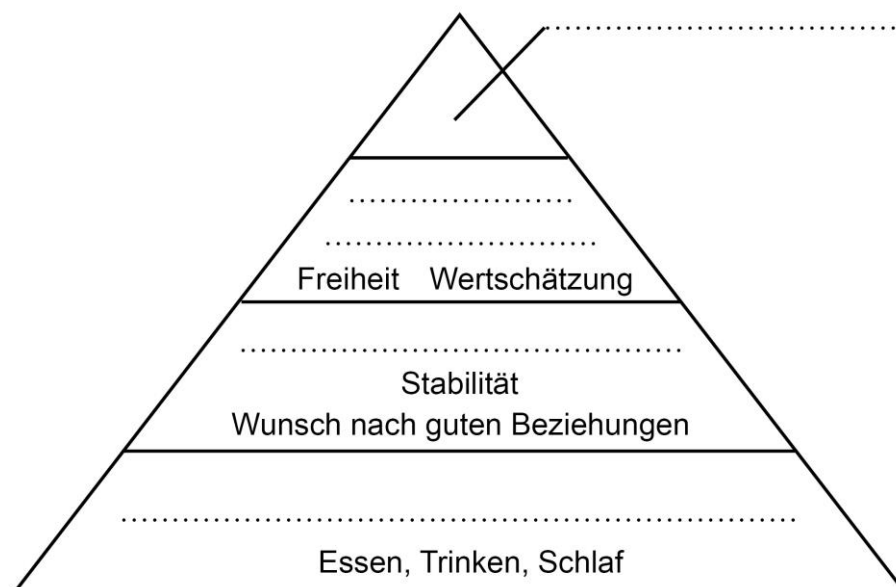 Freiheit Wertschätzung
Stabilität
Wunsch nach guten Beziehungen
Essen, Trinken, Schlaf